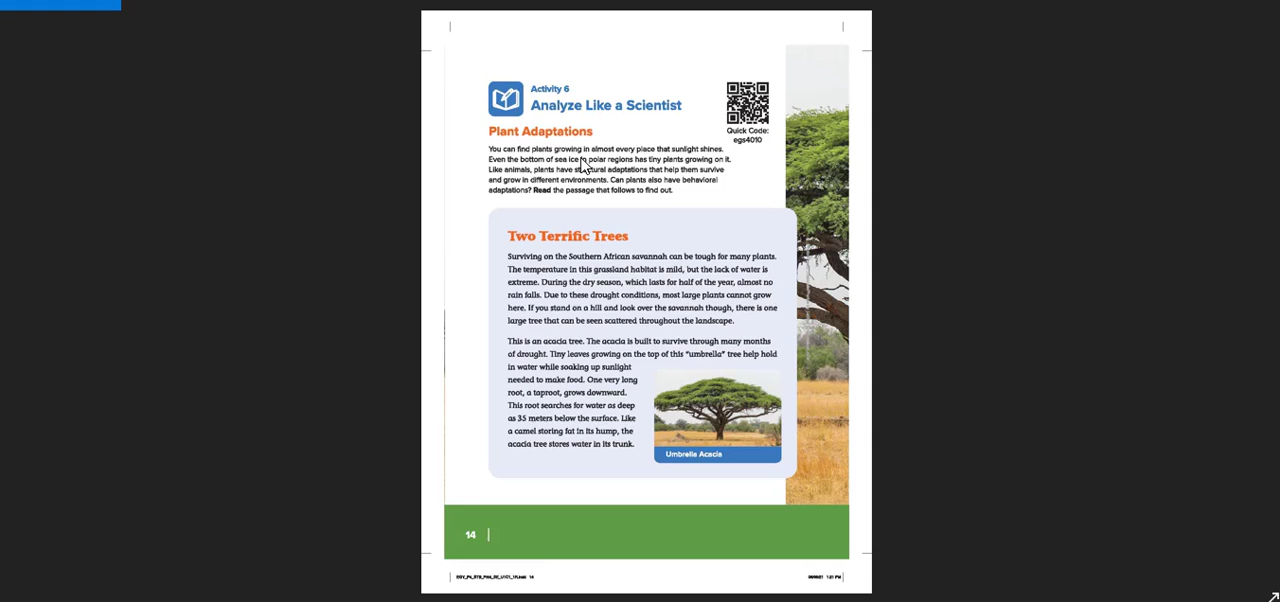 Activity 6
Analyze Like a Scientist
Quick Code:
egs4010
Plant Adaptations
You can find plants growing in almost every place that sunlight shines.
Even the bottom of sea ice in polar regions has tiny plants growing on it.
Like animals, plants have structural adaptations that help them survive
and grow in different environments. Can plants also have behavioral
adaptations? Read the passage that follows to find out.
Two Terrific Trees
Surviving on the Southern African savannah can be tough for many plants.
The temperature in this grassland habitat is mild, but the lack of water is
extreme. During the dry season, which lasts for half of the year, almost no
rain falls. Due to these drought conditions, most large plants cannot grow
here. If you stand on a hill and look over the savannah though, there is one
large tree that can be seen scattered throughout the landscape.
This is an acacia tree. The acacia is built to survive through many months
of drought. Tiny leaves growing on the top of this "umbrella" tree help hold
in water while soaking up sunlight
needed to make food. One very long
root, a taproot, grows downward.
This root searches for water as deep
as 35 meters below the surface. Like
a camel storing fat in its hump, the
acacia tree stores water in its trunk.
Umbrella Acacia
14